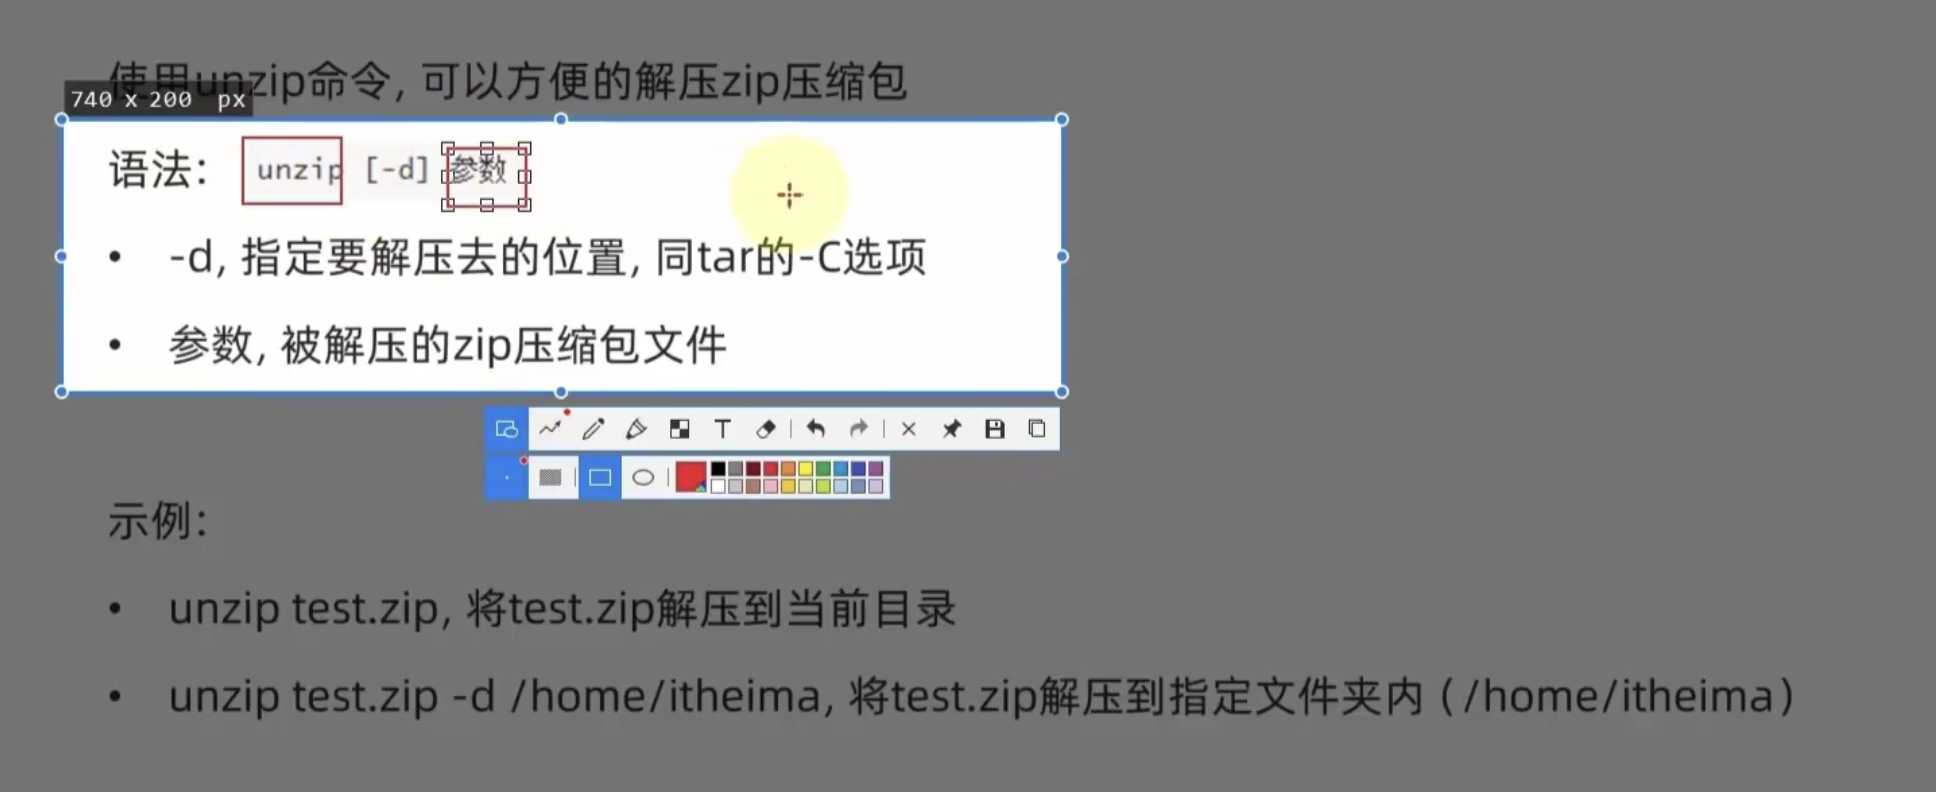 使用unzip命令, 可以方便的解压zip压缩包
740 x 200 px
语法： unzip [-d] 参数
• -d, 指定要解压去的位置, 同tar的-C选项
• 参数, 被解压的zip压缩包文件
T
示例：
• unzip test.zip, 将test.zip解压到当前目录
• unzip test.zip -d /home/itheima, 将test.zip解压到指定文件夹内（/home/itheima）